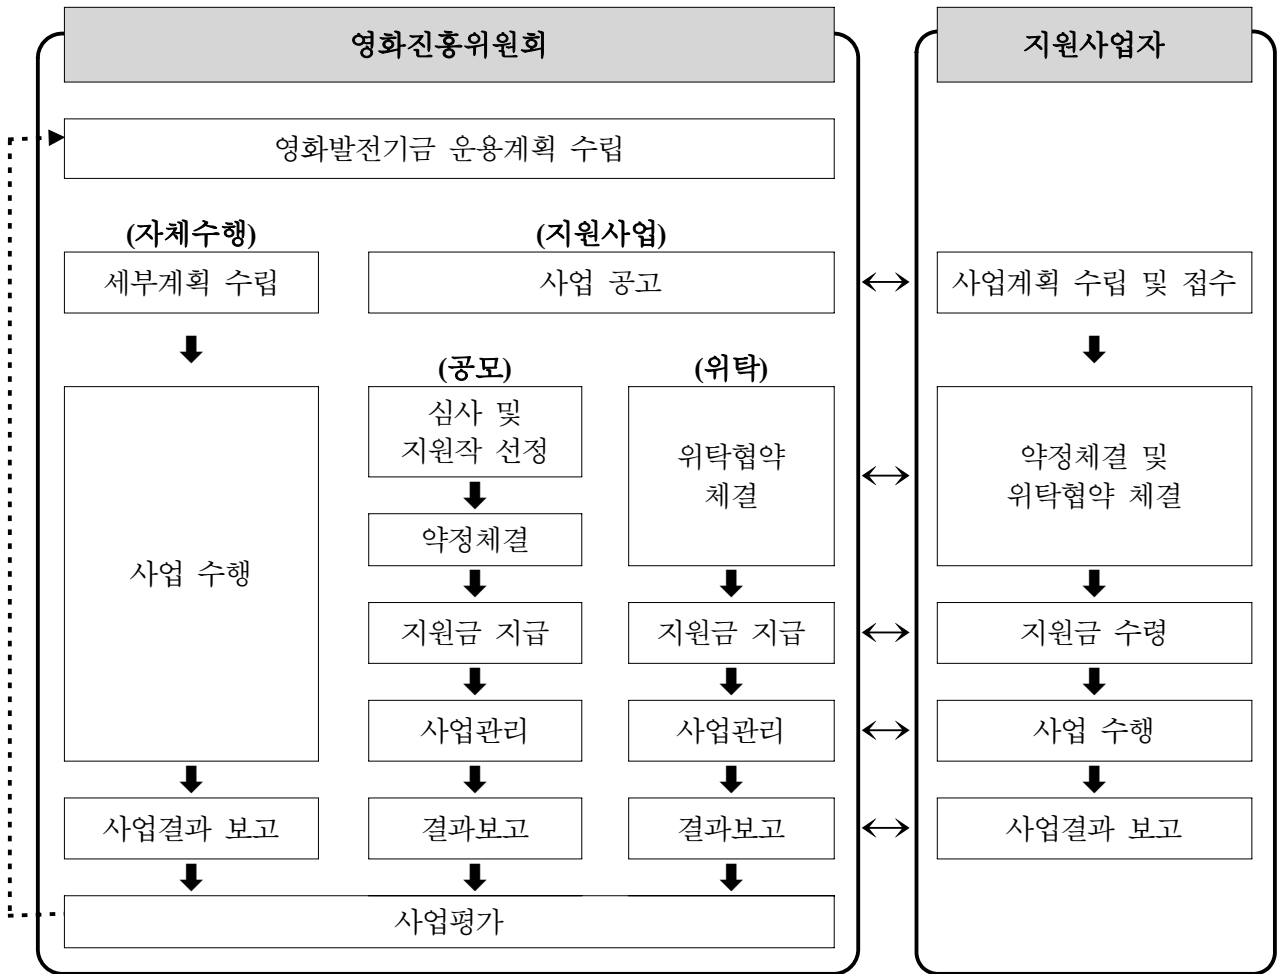 영화진흥위원회
지원사업자
영화발전기금 운용계획 수립
(자체수행)
(지원사업)
세부계획 수립
사업 공고
사업계획 수립 및 접수
(공모)
(위탁)
사업 수행
심사 및
지원작 선정
위탁협약
체결
약정체결 및
위탁협약 체결
약정체결
지원금 지급
지원금 지급
지원금 수령
사업관리
사업관리
사업 수행
사업결과 보고
결과보고
결과보고
사업결과 보고
사업평가